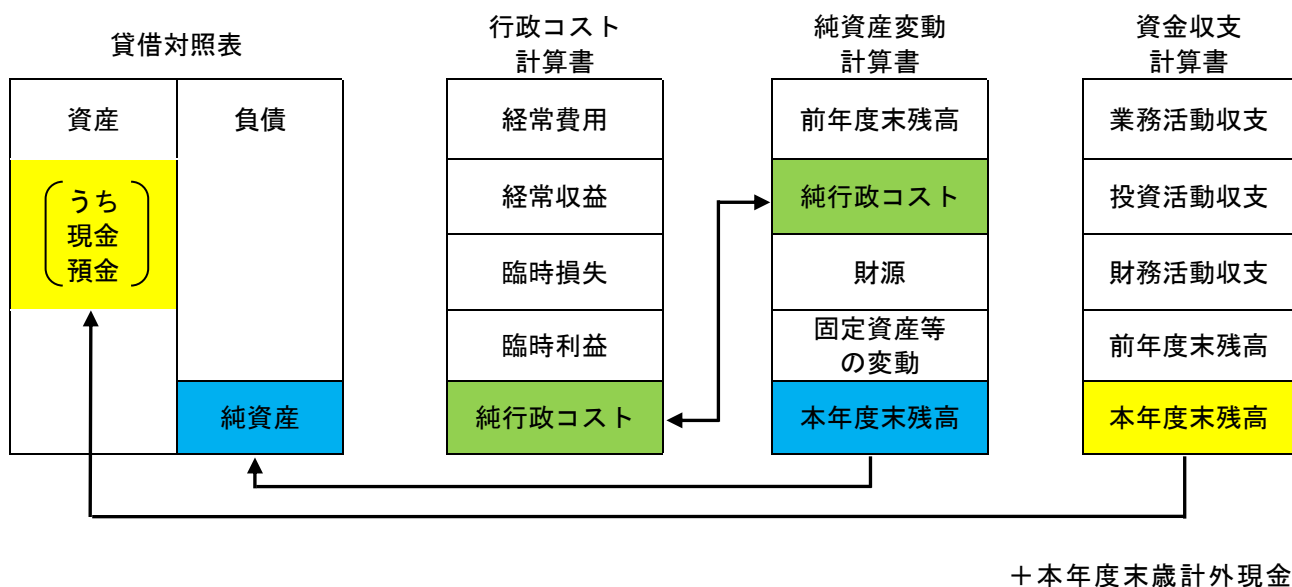 貸借対照表
資産
負債
うち
現金
預金
純資産
行政コスト
計算書
経常費用
経常収益
臨時損失
臨時利益
純行政コスト
純資産変動
計算書
前年度末残高
純行政コスト
財源
固定資産等
の変動
本年度末残高
資金収支
計算書
業務活動収支
投資活動収支
財務活動収支
前年度末残高
本年度末残高
＋本年度末歳計外現金